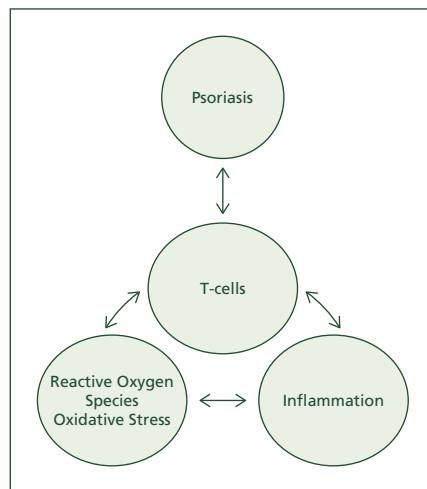 Psoriasis
T-cells
Reactive Oxygen
Species
Oxidative Stress
Inflammation